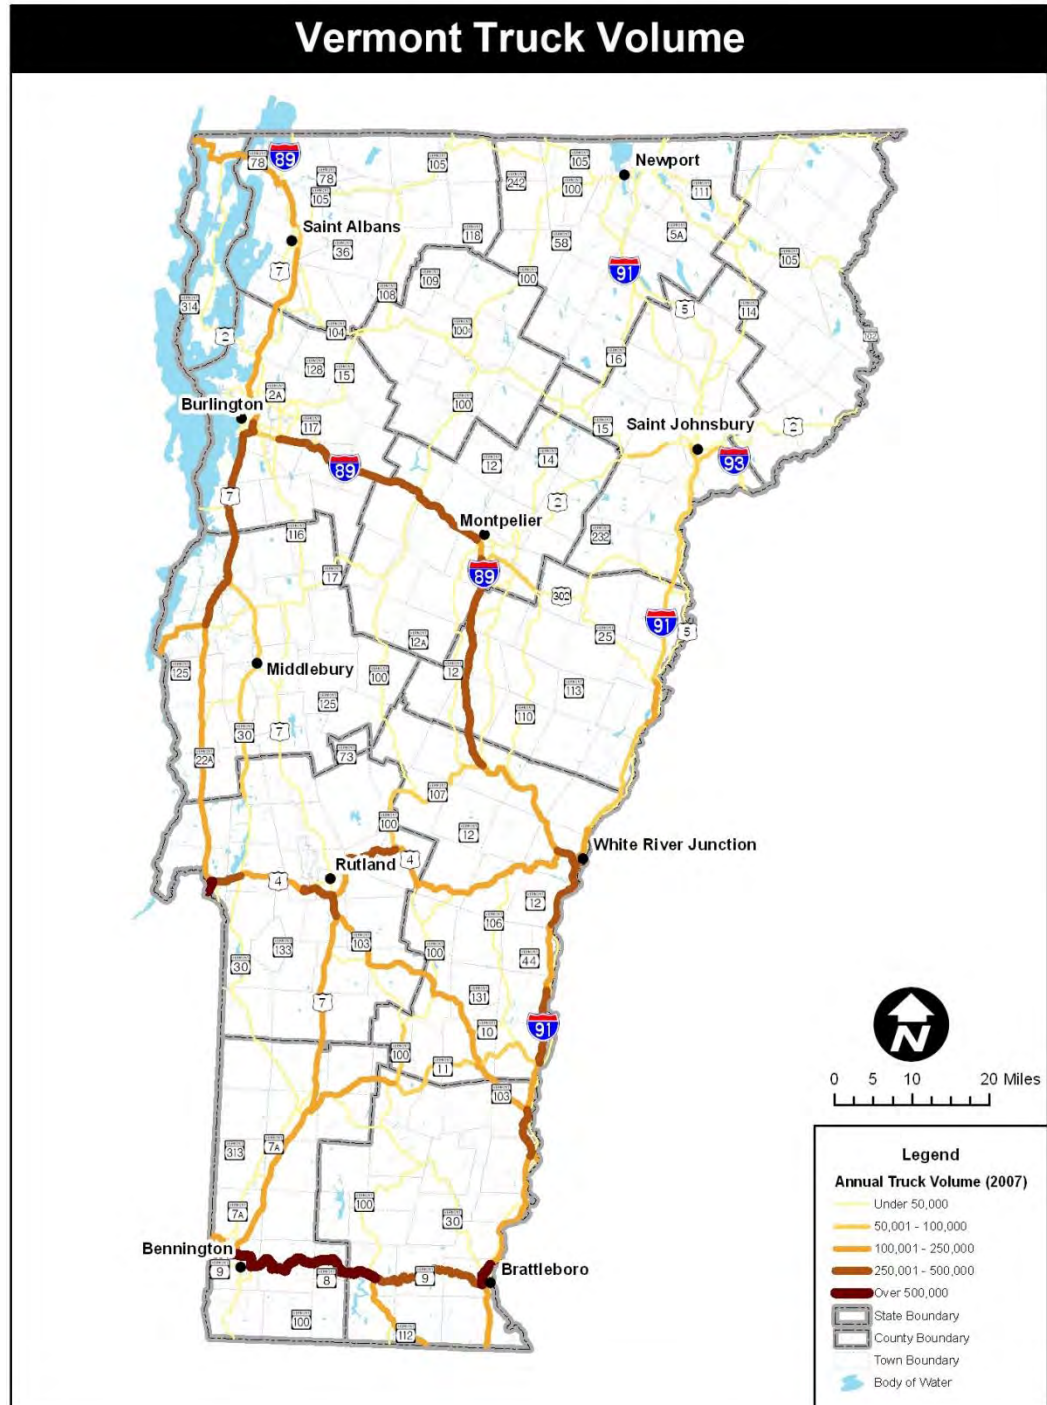 Vermont Truck Volume
89
78
105
105
Newport
78
242
100
111
105
Saint Albans
118
58
5A
36
105
7
91
109
100
108
314
5
114
2
104
100C
102
16
128
15
2A
Burlington
100
117
15
Saint Johnsbury
2
12
14
93
89
7
2
Montpelier
116
232
17
89
302
91
25
5
12A
Middlebury
125
12
100
113
125
30
7
110
73
22A
107
100
12
White River Junction
4
Rutland
4
12
106
103
133
100
30
44
131
7
91
10
100
11
N
103
0 5 10 20 Miles
7A
313
Legend
Annual Truck Volume (2007)
Under 50,000
50,001 - 100,000
100,001 - 250,000
250,001 - 500,000
Over 500,000
State Boundary
County Boundary
Town Boundary
Body of Water
100
7A
30
Bennington
9
8
9
Brattleboro
100
112